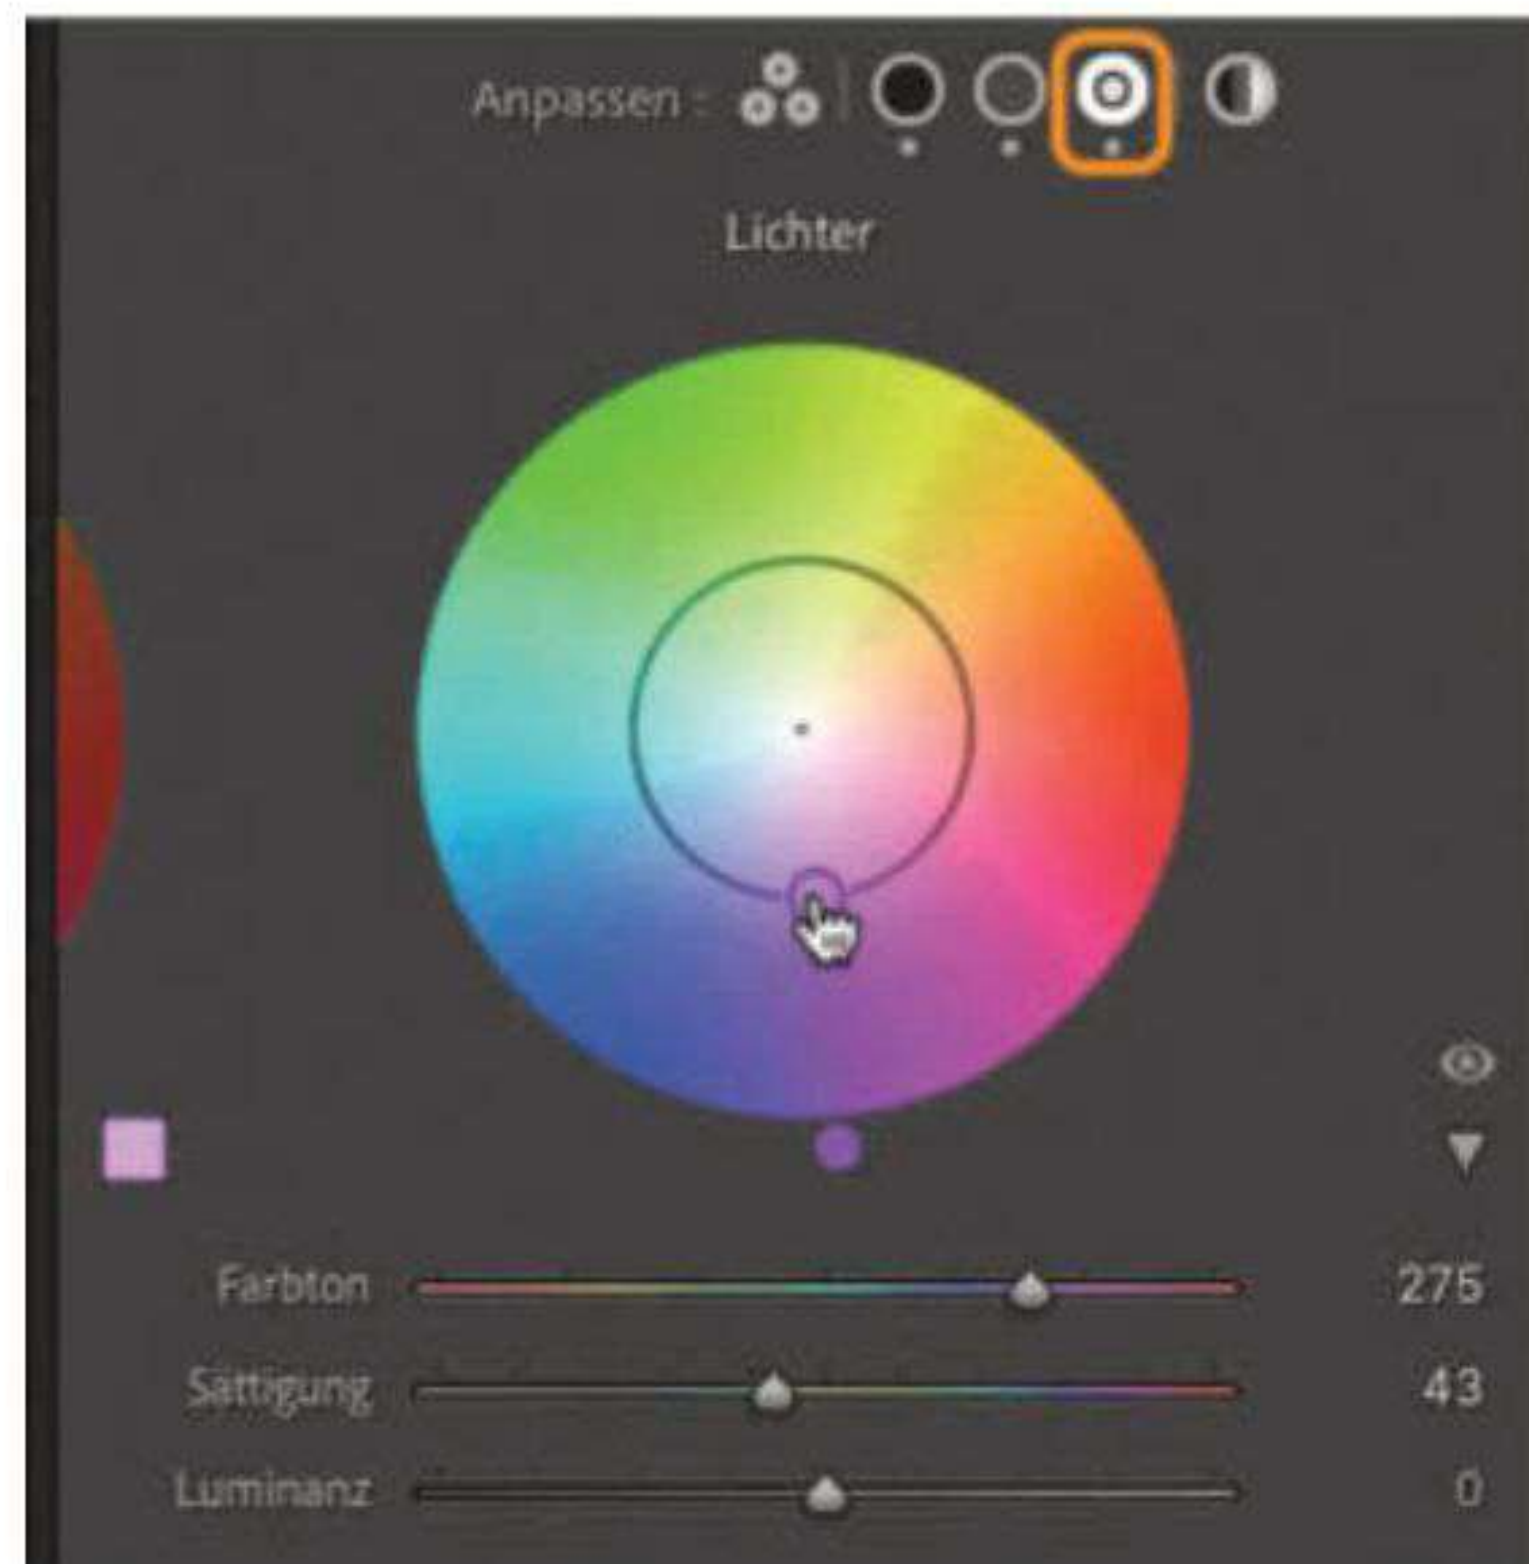 Anpassen :
Lichter
Farbton 275
Sättigung 43
Luminanz 0